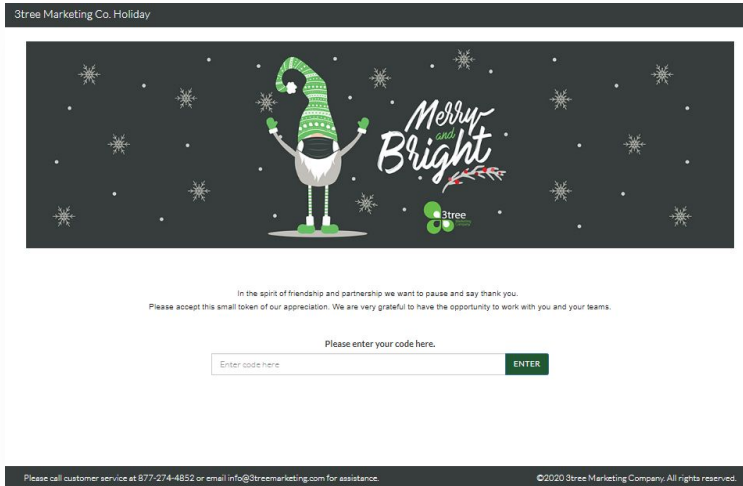 3tree Marketing Co. Holiday
Merry
and
Bright
3tree
Marketing
Company
In the spirit of friendship and partnership we want to pause and say thank you.
Please accept this small token of our appreciation. We are very grateful to have the opportunity to work with you and your teams.
Please enter your code here.
Enter code here
ENTER
Please call customer service at 877-274-4852 or email info@3treemarketing.com for assistance.
©2020 3tree Marketing Company. All rights reserved.